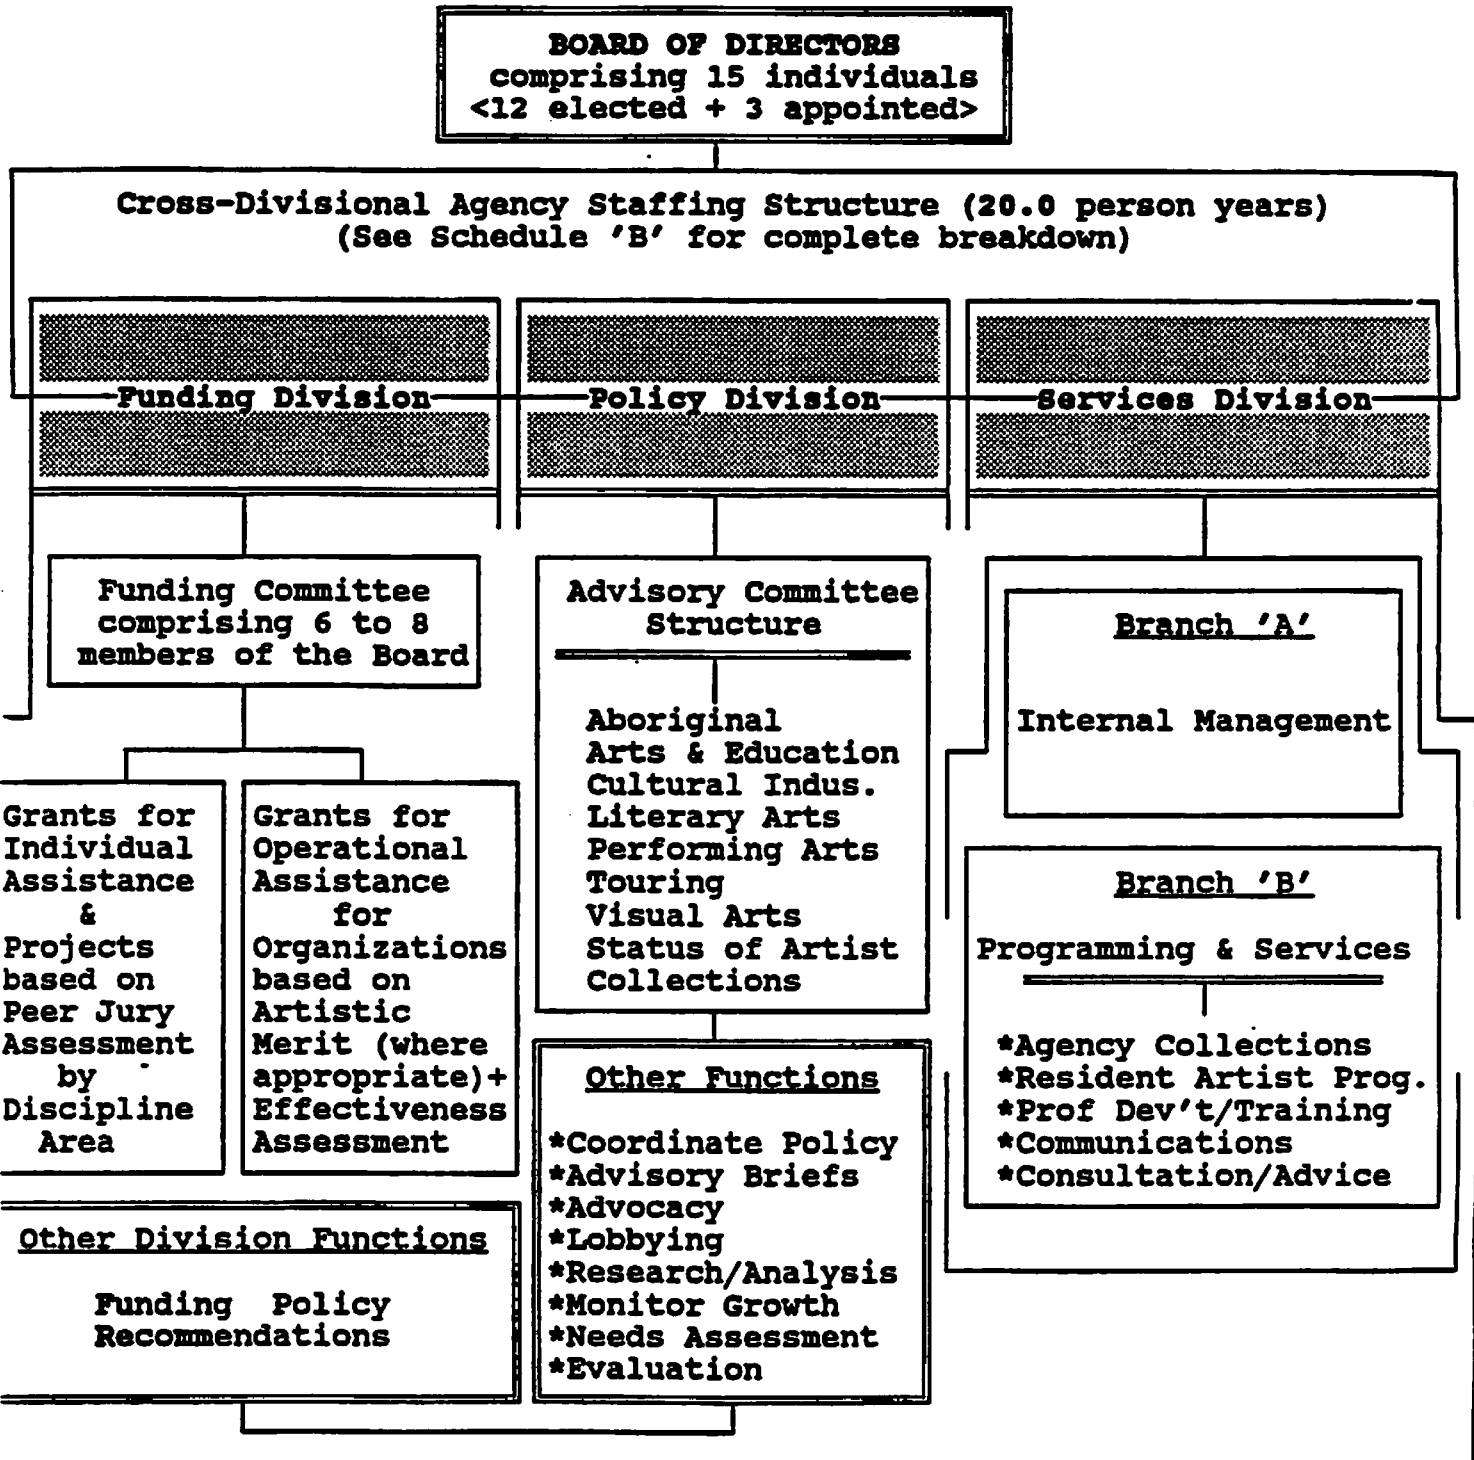 BOARD OF DIRECTORS
comprising 15 individuals
<12 elected + 3 appointed>
Cross-Divisional Agency Staffing Structure (20.0 person years)
(See Schedule 'B' for complete breakdown)
Funding Division
Policy Division
Services Division
Funding Committee
comprising 6 to 8
members of the Board
Grants for
Individual
Assistance
&
Projects
based on
Peer Jury
Assessment
by
Discipline
Area
Grants for
Operational
Assistance
for
Organizations
based on
Artistic
Merit (where
appropriate)+
Effectiveness
Assessment
Other Division Functions
Funding Policy
Recommendations
Advisory Committee
Structure
Aboriginal
Arts & Education
Cultural Indus.
Literary Arts
Performing Arts
Touring
Visual Arts
Status of Artist
Collections
Other Functions
*Coordinate Policy
*Advisory Briefs
*Advocacy
*Lobbying
*Research/Analysis
*Monitor Growth
*Needs Assessment
*Evaluation
Branch 'A'
Internal Management
Branch 'B'
Programming & Services
*Agency Collections
*Resident Artist Prog.
*Prof Dev't/Training
*Communications
*Consultation/Advice